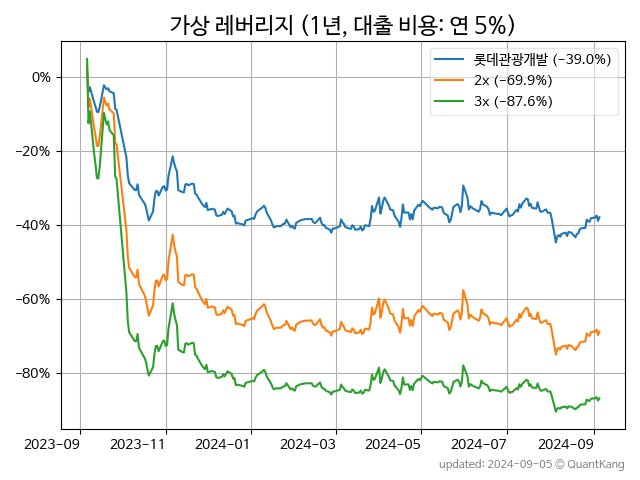 가상 레버리지 (1년, 대출 비용: 연 5%)
롯데관광개발 (−39.0%)
2x (−69.9%)
3x (−87.6%)
0%
−20%
−40%
−60%
−80%
2023-09 2023-11 2024-01 2024-03 2024-05 2024-07 2024-09
updated: 2024-09-05 © QuantKang